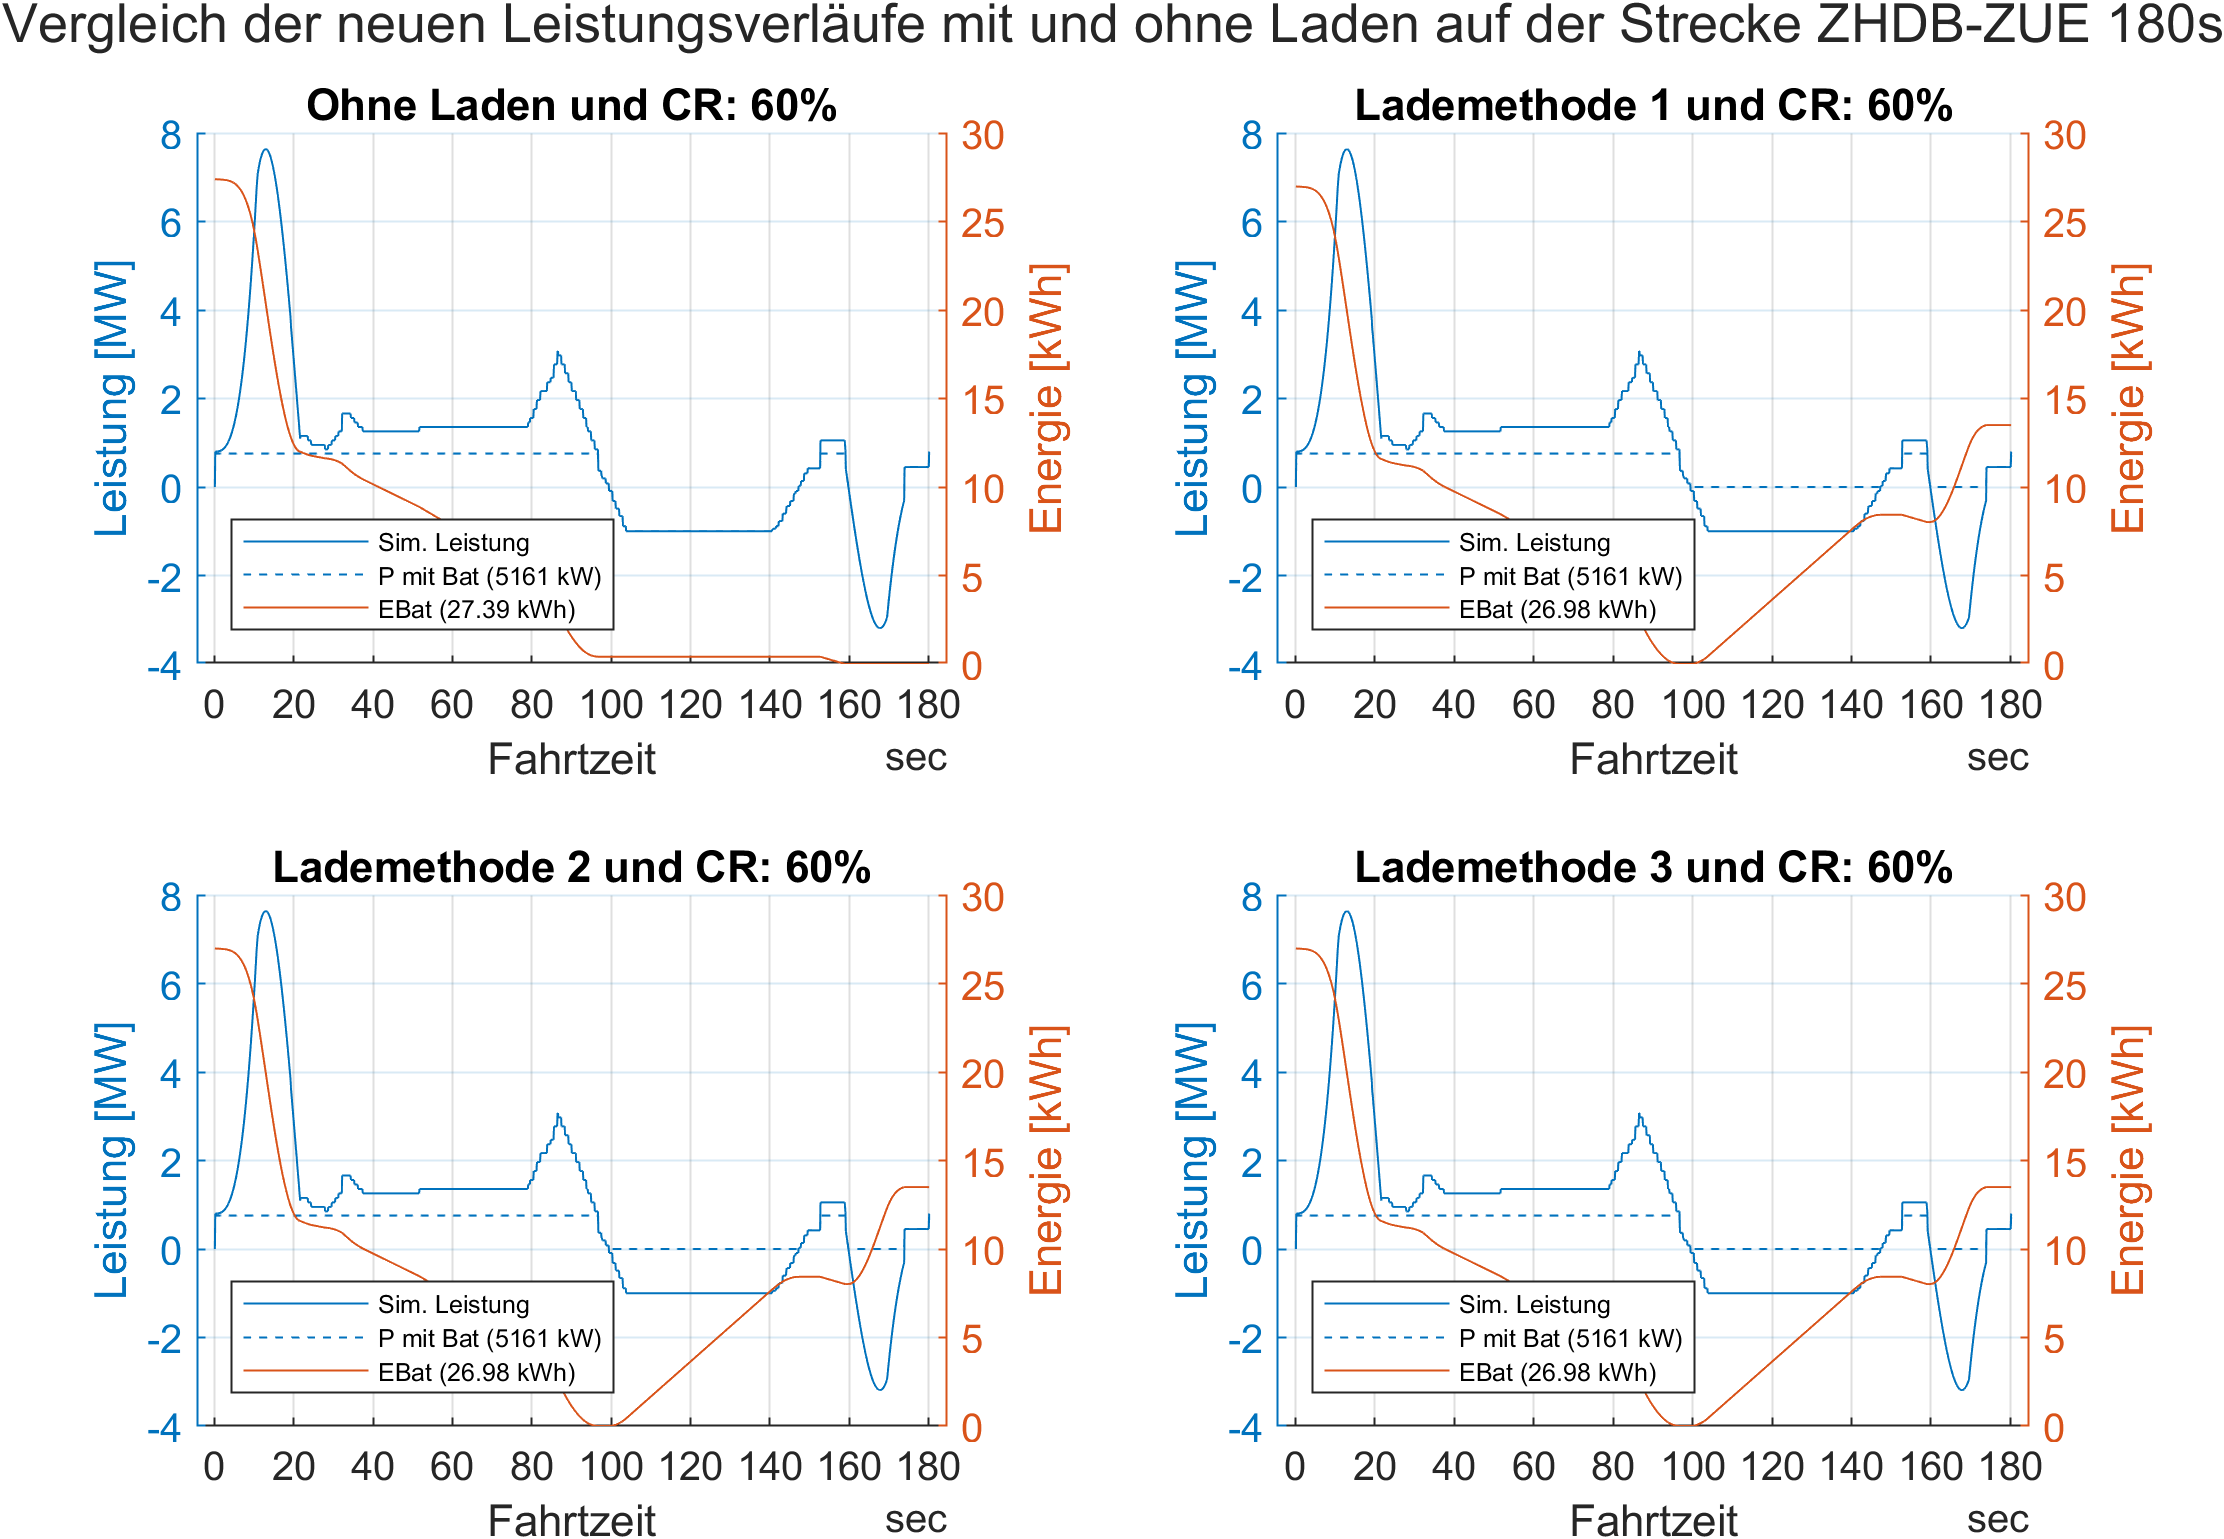 Vergleich der neuen Leistungsverläufe mit und ohne Laden auf der Strecke ZHDB-ZUE 180s
Ohne Laden und CR: 60%
8
6
4
2
0
-2
-4
Leistung [MW]
30
25
20
15
10
5
0
Energie [kWh]
Sim. Leistung
P mit Bat (5161 kW)
EBat (27.39 kWh)
0 20 40 60 80 100 120 140 160 180
Fahrtzeit
sec
Lademethode 1 und CR: 60%
8
6
4
2
0
-2
-4
Leistung [MW]
30
25
20
15
10
5
0
Energie [kWh]
Sim. Leistung
P mit Bat (5161 kW)
EBat (26.98 kWh)
0 20 40 60 80 100 120 140 160 180
Fahrtzeit
sec
Lademethode 2 und CR: 60%
8
6
4
2
0
-2
-4
Leistung [MW]
30
25
20
15
10
5
0
Energie [kWh]
Sim. Leistung
P mit Bat (5161 kW)
EBat (26.98 kWh)
0 20 40 60 80 100 120 140 160 180
Fahrtzeit
sec
Lademethode 3 und CR: 60%
8
6
4
2
0
-2
-4
Leistung [MW]
30
25
20
15
10
5
0
Energie [kWh]
Sim. Leistung
P mit Bat (5161 kW)
EBat (26.98 kWh)
0 20 40 60 80 100 120 140 160 180
Fahrtzeit
sec